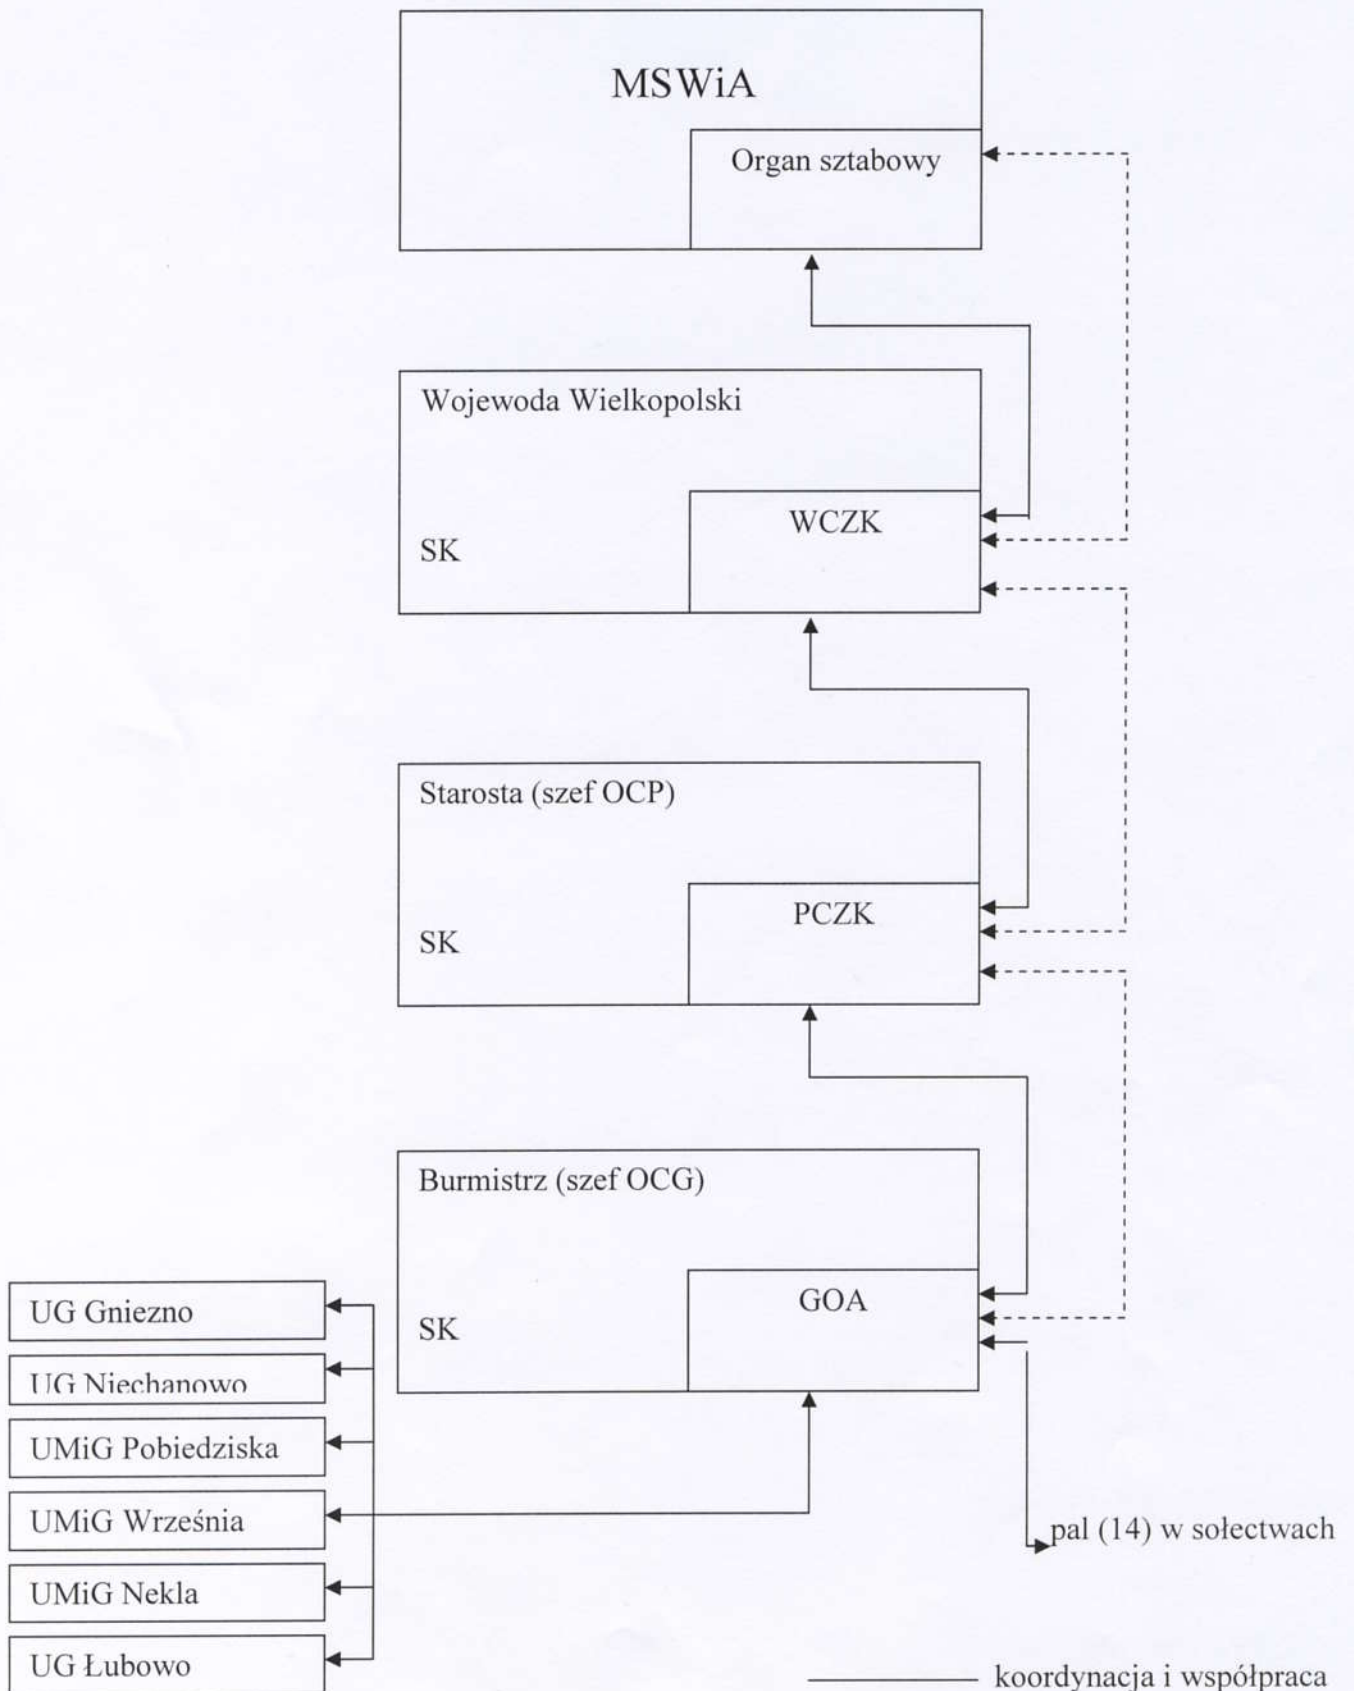 MSWiA
Organ sztabowy
Wojewoda Wielkopolski
WCZK
SK
Starosta (szef OCP)
PCZK
SK
Burmistrz (szef OCG)
GOA
SK
UG Gniezno
UG Niechanowo
UMiG Pobiedziska
UMiG Września
UMiG Nekla
UG Łubowo
pal (14) w sołectwach
koordynacja i współpraca